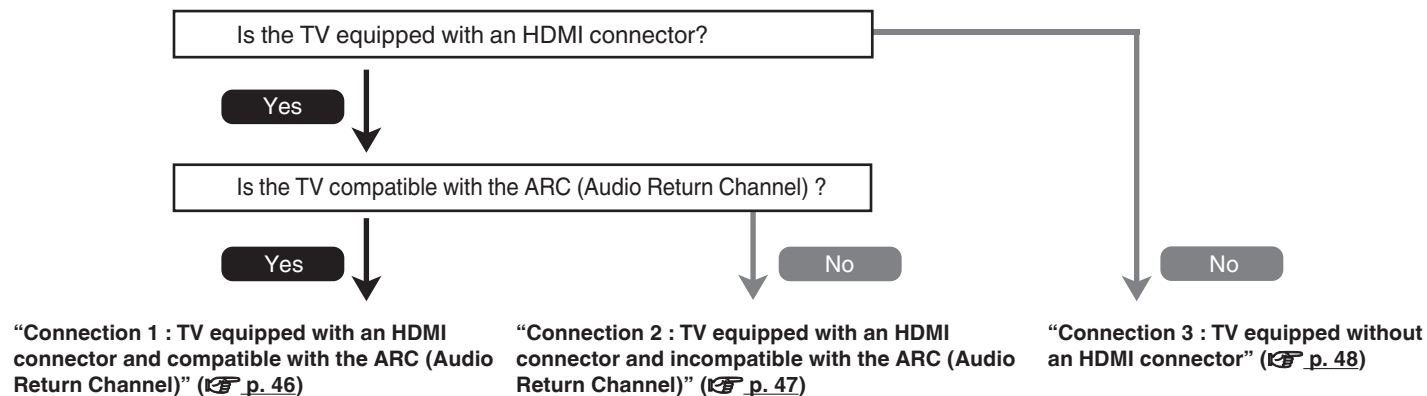 Is the TV equipped with an HDMI connector?
Yes
Is the TV compatible with the ARC (Audio Return Channel) ?
Yes
No
No
“Connection 1 : TV equipped with an HDMI
connector and compatible with the ARC (Audio
Return Channel)” (☞ p. 46)
“Connection 2 : TV equipped with an HDMI
connector and incompatible with the ARC (Audio
Return Channel)” (☞ p. 47)
“Connection 3 : TV equipped without
an HDMI connector” (☞ p. 48)